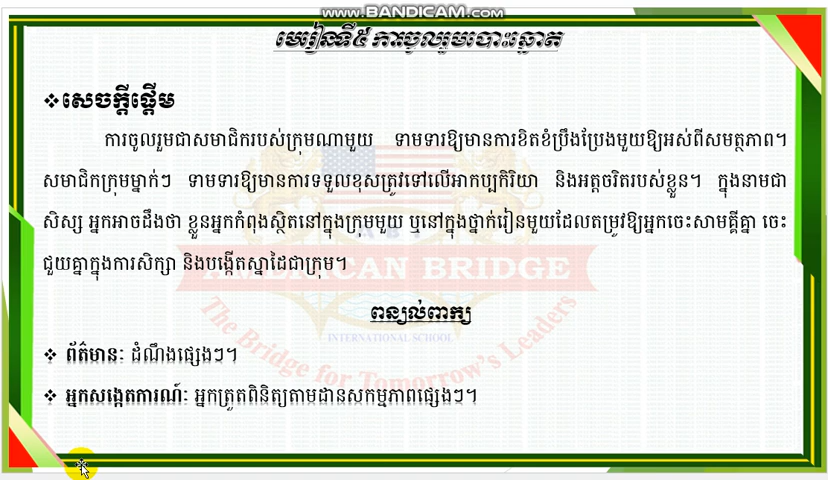 www.BANDICAM.com
មេរៀនទី៥ ការចូលរួមបោះឆ្នោត
❖សេចក្តីផ្តើម
ការចូលរួមជាសមាជិករបស់ក្រុមណាមួយ ទាមទារឱ្យមានការខិតខំប្រឹងប្រែងមួយឱ្យអស់ពីសមត្ថភាព។
សមាជិកក្រុមម្នាក់ៗ ទាមទារឱ្យមានការទទួលខុសត្រូវទៅលើអាកប្បកិរិយា និងអត្តចរិតរបស់ខ្លួន។ ក្នុងនាមជា
សិស្ស អ្នកអាចដឹងថា ខ្លួនអ្នកកំពុងស្ថិតនៅក្នុងក្រុមមួយ ឬនៅក្នុងថ្នាក់រៀនមួយដែលតម្រូវឱ្យអ្នកចេះសាមគ្គីគ្នា ចេះ
ជួយគ្នាក្នុងការសិក្សា និងបង្កើតស្នាដៃជាក្រុម។
AMERICAN BRIDGE
ពន្យល់ពាក្យ
INTERNATIONAL SCHOOL
The Bridge for Tomorrow's Leaders
❖ ព័ត៌មាន: ដំណឹងផ្សេងៗ។
❖ អ្នកសង្កេតការណ៍: អ្នកត្រួតពិនិត្យតាមដានសកម្មភាពផ្សេងៗ។